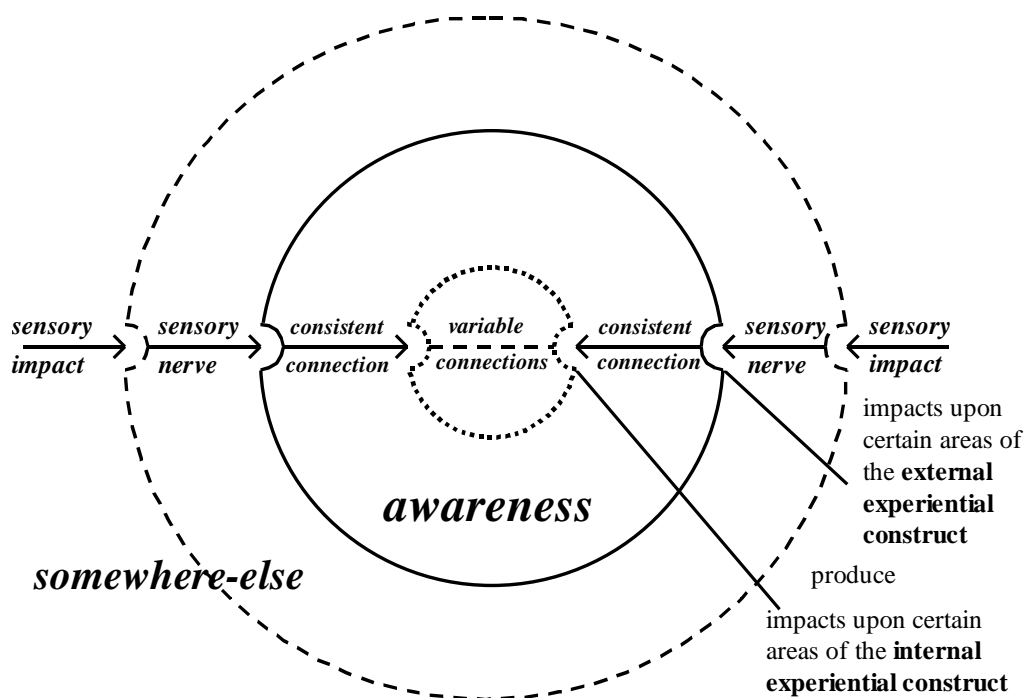 sensory sensory consistent variable consistent sensory sensory
impact nerve connection connections connection nerve impact
impacts upon
certain areas of
the external
experiential
construct
awareness
somewhere-else
produce
impacts upon certain
areas of the internal
experiential construct